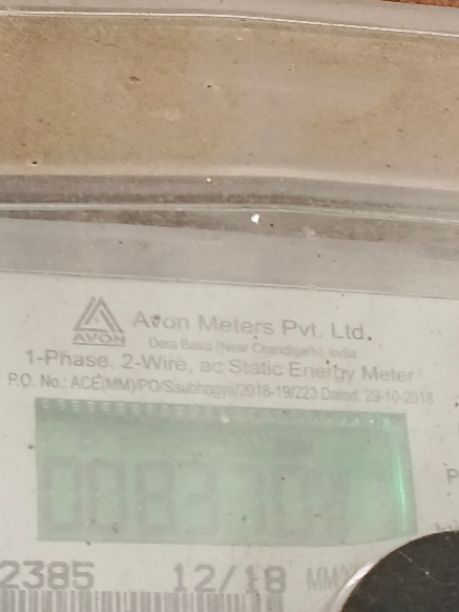 AVON
Avon Meters Pvt. Ltd.
Dera Bassi (Near Chandigarh), India
1-Phase, 2-Wire, ac Static Energy Meter
P.O. No.: ACE(MM)/PO/Saubhagya/2018-19/223 Dated: 29-10-2018
2385 12/18